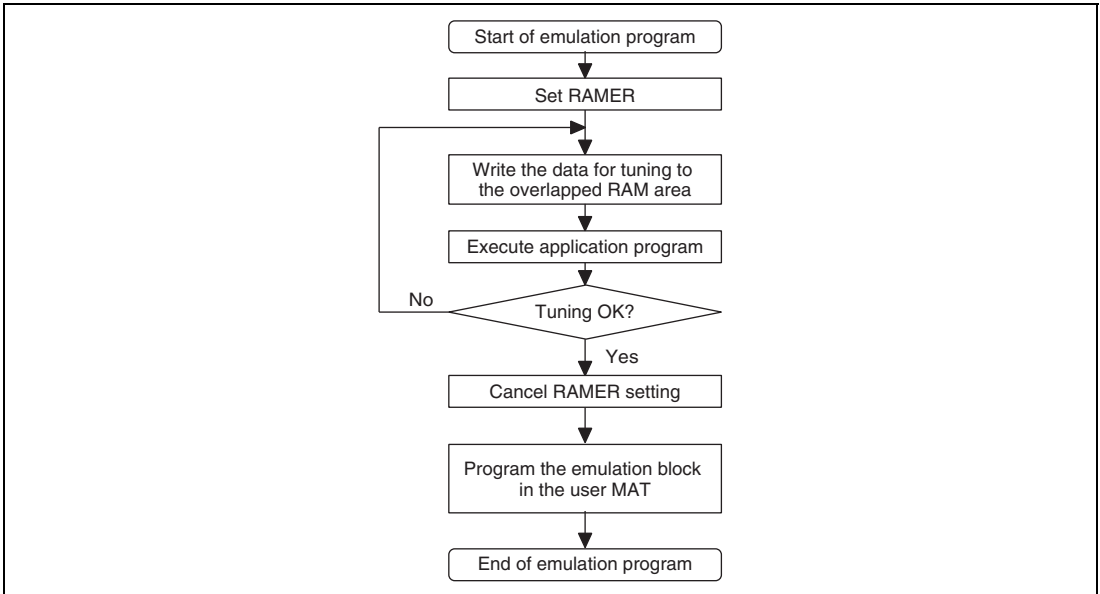 Start of emulation program
Set RAMER
Write the data for tuning to
the overlapped RAM area
Execute application program
No
Tuning OK?
Yes
Cancel RAMER setting
Program the emulation block
in the user MAT
End of emulation program